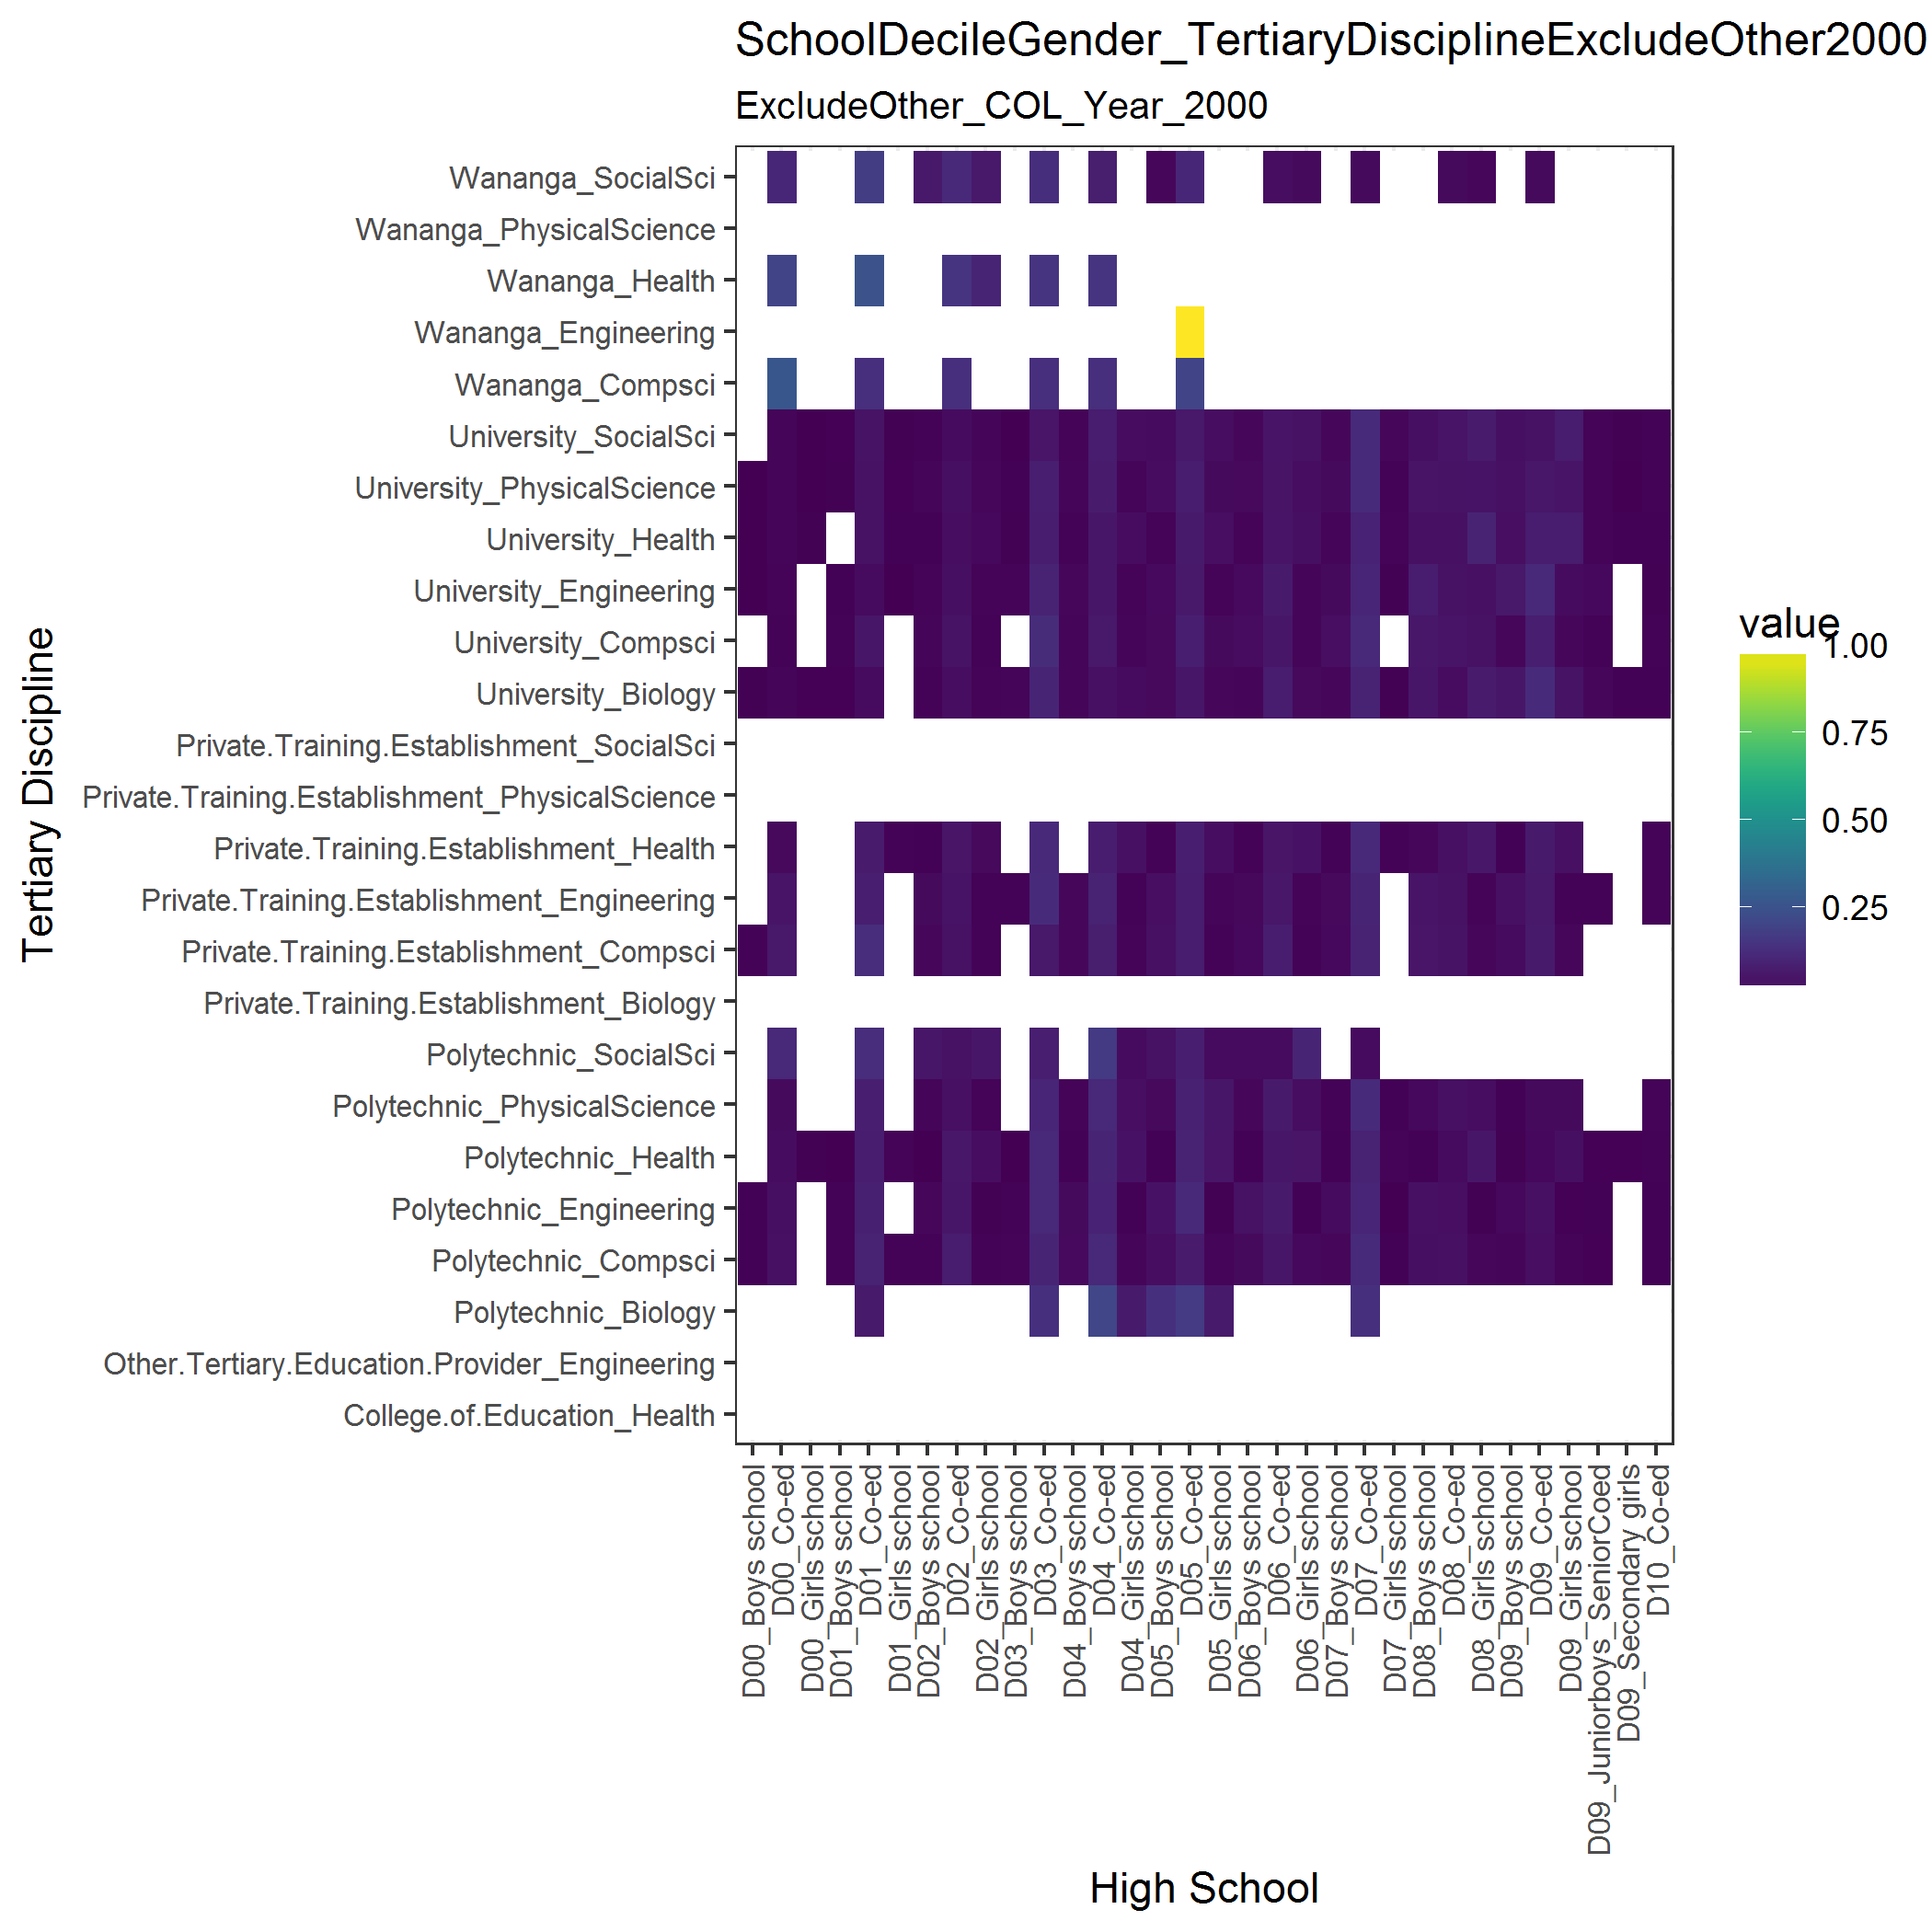 SchoolDecileGender_TertiaryDisciplineExcludeOther2000
ExcludeOther_COL_Year_2000
Tertiary Discipline
Wananga_SocialSci
Wananga_PhysicalScience
Wananga_Health
Wananga_Engineering
Wananga_Compsci
University_SocialSci
University_PhysicalScience
University_Health
University_Engineering
University_Compsci
University_Biology
Private.Training.Establishment_SocialSci
Private.Training.Establishment_PhysicalScience
Private.Training.Establishment_Health
Private.Training.Establishment_Engineering
Private.Training.Establishment_Compsci
Private.Training.Establishment_Biology
Polytechnic_SocialSci
Polytechnic_PhysicalScience
Polytechnic_Health
Polytechnic_Engineering
Polytechnic_Compsci
Polytechnic_Biology
Other.Tertiary.Education.Provider_Engineering
College.of.Education_Health
D00_Boys school
D00_Co-ed
D00_Girls school
D01_Boys school
D01_Co-ed
D01_Girls school
D02_Boys school
D02_Co-ed
D02_Girls school
D03_Boys school
D03_Co-ed
D04_Boys school
D04_Co-ed
D04_Girls school
D05_Boys school
D05_Co-ed
D05_Girls school
D06_Boys school
D06_Co-ed
D06_Girls school
D07_Boys school
D07_Co-ed
D07_Girls school
D08_Boys school
D08_Co-ed
D08_Girls school
D09_Boys school
D09_Co-ed
D09_Girls school
D09_Juniorboys_SeniorCoed
D09_Secondary girls
D10_Co-ed
High School
value
1.00
0.75
0.50
0.25